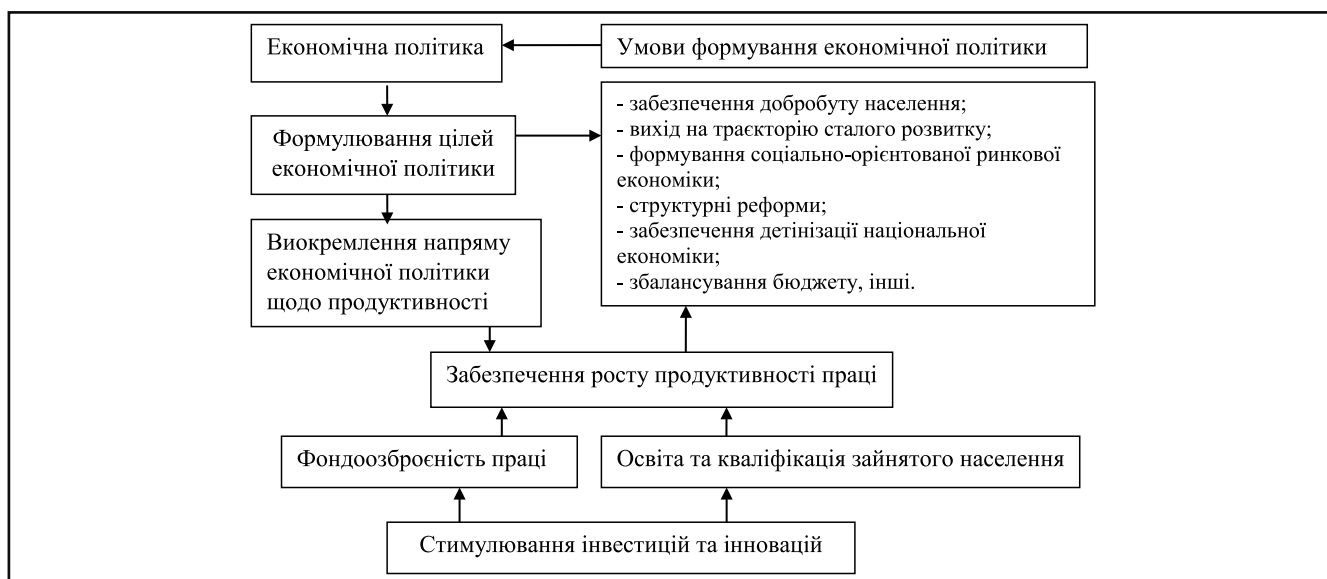 Економічна політика
Умови формування економічної політики
Формулювання цілей
економічної політики
- забезпечення добробуту населення;
- вихід на траєкторію сталого розвитку;
- формування соціально-орієнтованої ринкової
економіки;
- структурні реформи;
- забезпечення детінізації національної
економіки;
- збалансування бюджету, інші.
Виокремлення напряму
економічної політики
щодо продуктивності
Забезпечення росту продуктивності праці
Фондоозброєність праці
Освіта та кваліфікація зайнятого населення
Стимулювання інвестицій та інновацій